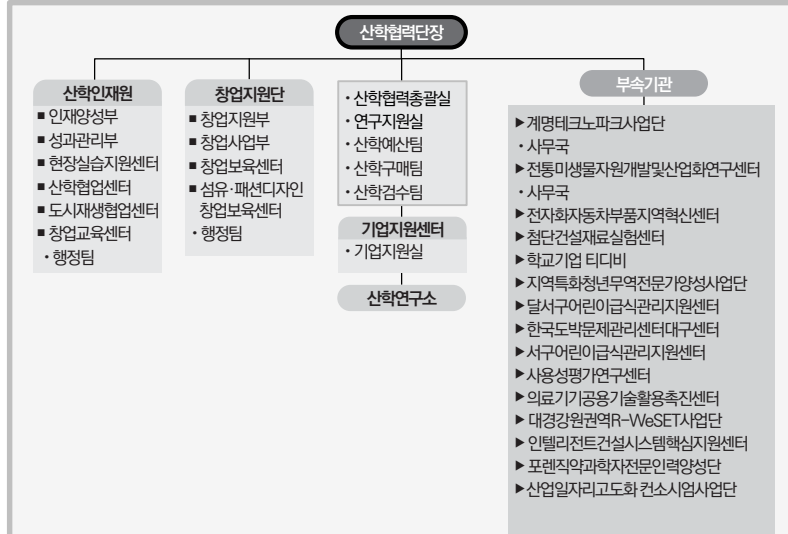 산학협력단장
산학인재원
■ 인재양성부
■ 성과관리부
■ 현장실습지원센터
■ 산학협업센터
■ 도시재생협업센터
■ 창업교육센터
· 행정팀
창업지원단
■ 창업지원부
■ 창업사업부
■ 창업보육센터
■ 섬유·패션디자인
창업보육센터
· 행정팀
· 산학협력총괄실
· 연구지원실
· 산학예산팀
· 산학구매팀
· 산학검수팀
기업지원센터
· 기업지원실
산학연구소
부속기관
▶계명테크노파크사업단
· 사무국
▶전통미생물자원개발및산업화연구센터
· 사무국
▶전자화자동차부품지역혁신센터
▶첨단건설재료실험센터
▶학교기업 티디비
▶지역특화청년무역전문가양성사업단
▶달서구어린이급식관리지원센터
▶한국도박문제관리센터대구센터
▶서구어린이급식관리지원센터
▶사용성평가연구센터
▶의료기기공용기술활용촉진센터
▶ 대경강원권역R-WeSET사업단
▶ 인텔리전트건설시스템핵심지원센터
▶ 포렌직약과학자전문인력양성단
▶산업일자리고도화 컨소시엄사업단